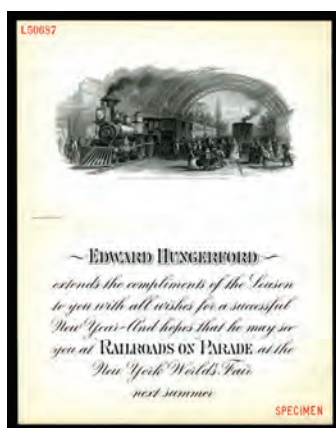 L50687
~ EDWARD HUNGERFORD ~
extends the compliments of the Season
to you with all wishes for a successful
New Year-And hopes that he may see
you at RAILROADS ON PARADE at the
New York World's Fair
next summer
SPECIMEN